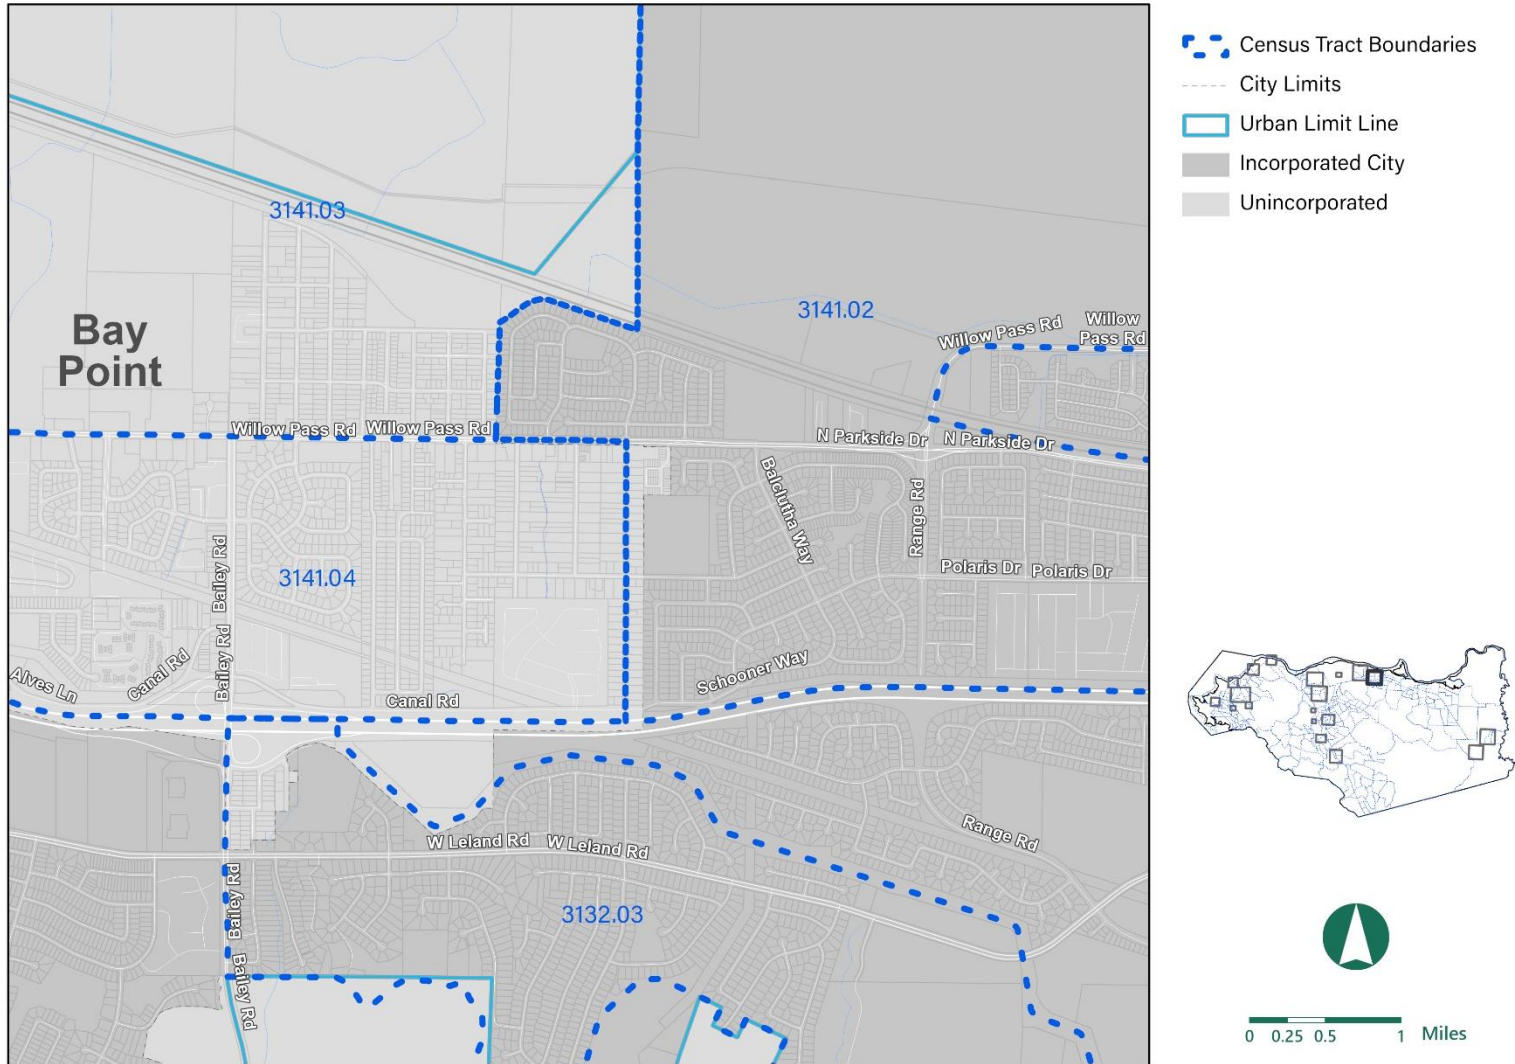 3141.03
3141.02
Willow Pass Rd
Willow
Pass Rd
Bay
Point
Willow Pass Rd
Willow Pass Rd
N Parkside Dr
N Parkside Dr
Balclutha Way
Range Rd
Bailey Rd
3141.04
Polaris Dr
Polaris Dr
Alves Ln
Canal Rd
Bailey Rd
Canal Rd
Schooner Way
W Leland Rd
W Leland Rd
Range Rd
Bailey Rd
3132.03
Bailey Rd
Census Tract Boundaries
City Limits
Urban Limit Line
Incorporated City
Unincorporated
0 0.25 0.5 1 Miles